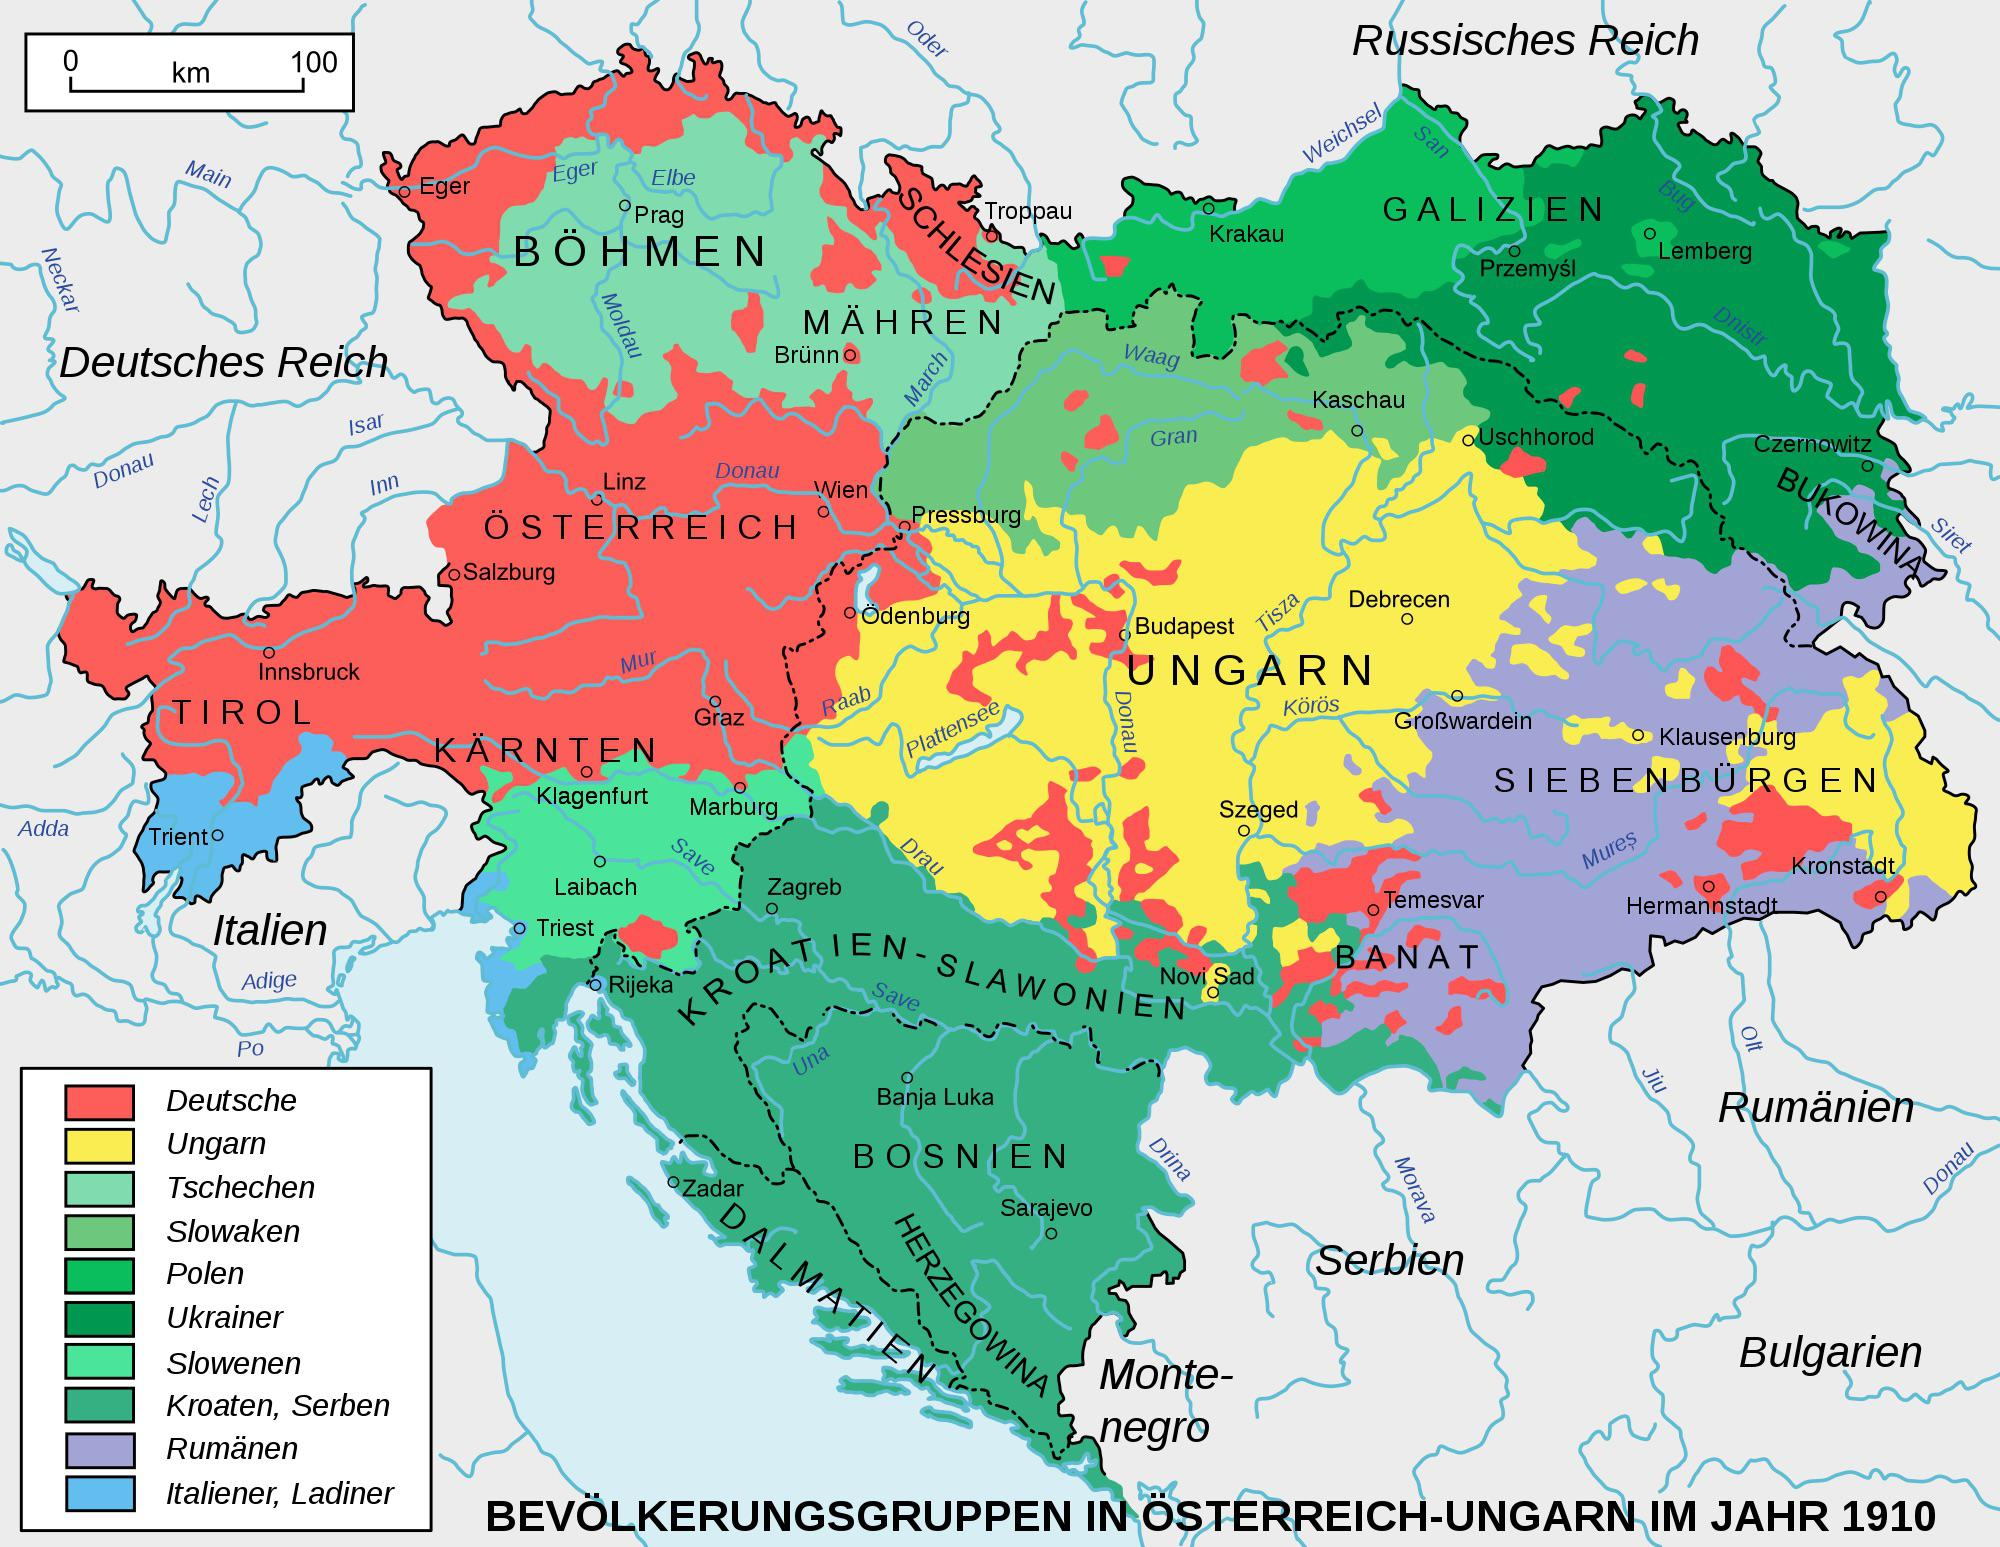 0 100
km
Russisches Reich
Oder
Weichsel
San
Main
Eger
Eger
Elbe
Prag
BÖHMEN
SCHLESIEN
Troppau
Krakau
GALIZIEN
Przemyśl
Bug
Lemberg
Neckar
Moldau
MÄHREN
Brünn
March
Dnistr
Deutsches Reich
Waag
Kaschau
Gran
Uschhorod
Czernowitz
BUKOWINA
Siret
Isar
Donau
Lech
Inn
Linz
Donau
Wien
ÖSTERREICH
Pressburg
Salzburg
Ödenburg
Budapest
Tisza
Debrecen
UNGARN
Innsbruck
TIROL
Mur
Graz
Raab
Plattensee
Donau
Körös
Großwardein
Klausenburg
SIEBENBÜRGEN
KÄRNTEN
Klagenfurt
Marburg
Adda
Trient
Save
Laibach
Drau
Szeged
Mureș
Kronstadt
Zagreb
Temesvar
Hermannstadt
Italien
Triest
KROATIEN-SLAWONIEN
BANAT
Adige
Rijeka
Save
Novi Sad
Po
Una
Olt
Jiu
Banja Luka
Rumänien
BOSNIEN
Drina
Morava
Donau
Zadar
Sarajevo
DALMATIEN
HERZEGOWINA
Serbien
Bulgarien
Monte-
negro
Deutsche
Ungarn
Tschechen
Slowaken
Polen
Ukrainer
Slowenen
Kroaten, Serben
Rumänen
Italiener, Ladiner
BEVÖLKERUNGSGRUPPEN IN ÖSTERREICH-UNGARN IM JAHR 1910